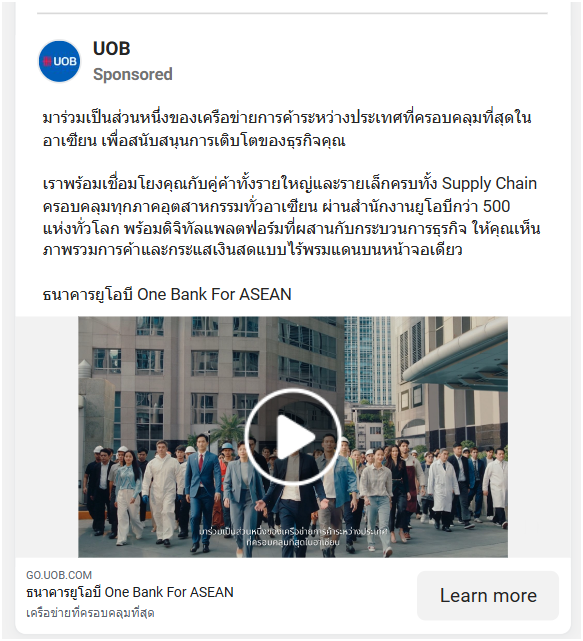 UOB
UOB
Sponsored
มาร่วมเป็นส่วนหนึ่งของเครือข่ายการค้าระหว่างประเทศที่ครอบคลุมที่สุดใน
อาเซียน เพื่อสนับสนุนการเติบโตของธุรกิจคุณ
เราพร้อมเชื่อมโยงคุณกับคู่ค้าทั้งรายใหญ่และรายเล็กครบทั้ง Supply Chain
ครอบคลุมทุกภาคอุตสาหกรรมทั่วอาเซียน ผ่านสำนักงานยูโอบีกว่า 500
แห่งทั่วโลก พร้อมดิจิทัลแพลตฟอร์มที่ผสานกับกระบวนการธุรกิจ ให้คุณเห็น
ภาพรวมการค้าและกระแสเงินสดแบบไร้พรมแดนบนหน้าจอเดียว
ธนาคารยูโอบี One Bank For ASEAN
มาร่วมเป็นส่วนหนึ่งของเครือข่ายการค้าระหว่างประเทศ
ที่ครอบคลุมที่สุดในอาเซียน
GO.UOB.COM
ธนาคารยูโอบี One Bank For ASEAN
เครือข่ายที่ครอบคลุมที่สุด
Learn more